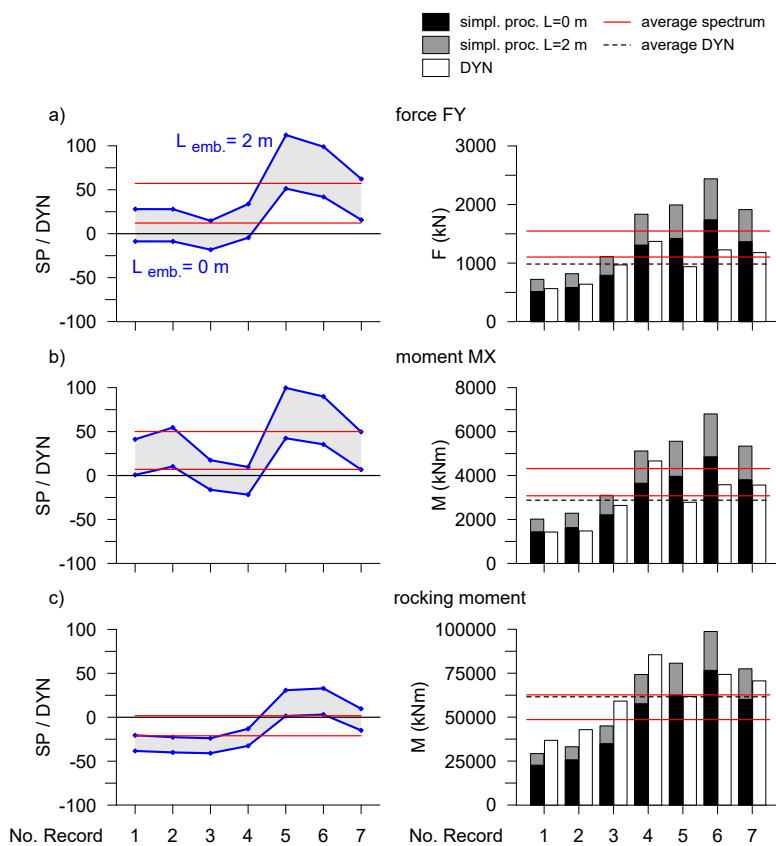 simpl. proc. L=0 m
average spectrum
simpl. proc. L=2 m
average DYN
DYN
a)
force FY
100
50
0
-50
-100
SP / DYN
L emb.= 2 m
L emb.= 0 m
3000
2000
1000
0
F (kN)
b)
moment MX
100
50
0
-50
-100
SP / DYN
8000
6000
4000
2000
0
M (kNm)
c)
rocking moment
100
50
0
-50
-100
SP / DYN
100000
75000
50000
25000
0
M (kNm)
No. Record 1 2 3 4 5 6 7
No. Record 1 2 3 4 5 6 7